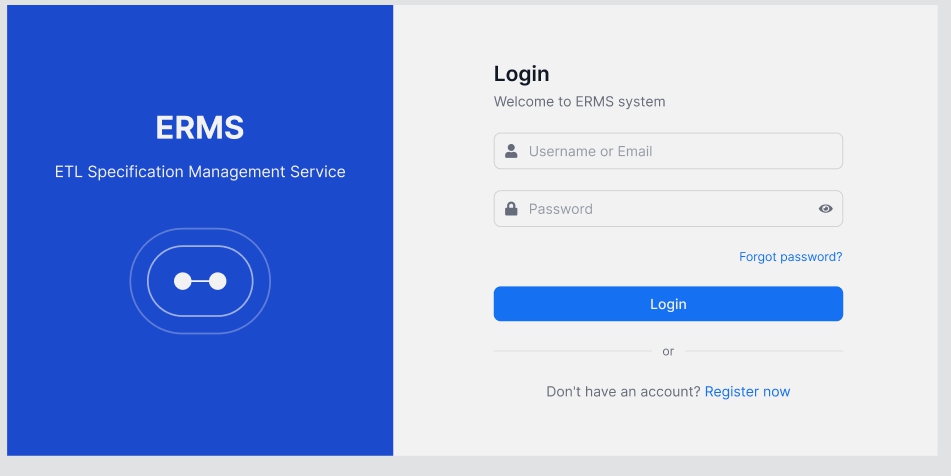 ERMS
ETL Specification Management Service
Login
Welcome to ERMS system
Username or Email
Password
Forgot password?
Login
or
Don't have an account? Register now